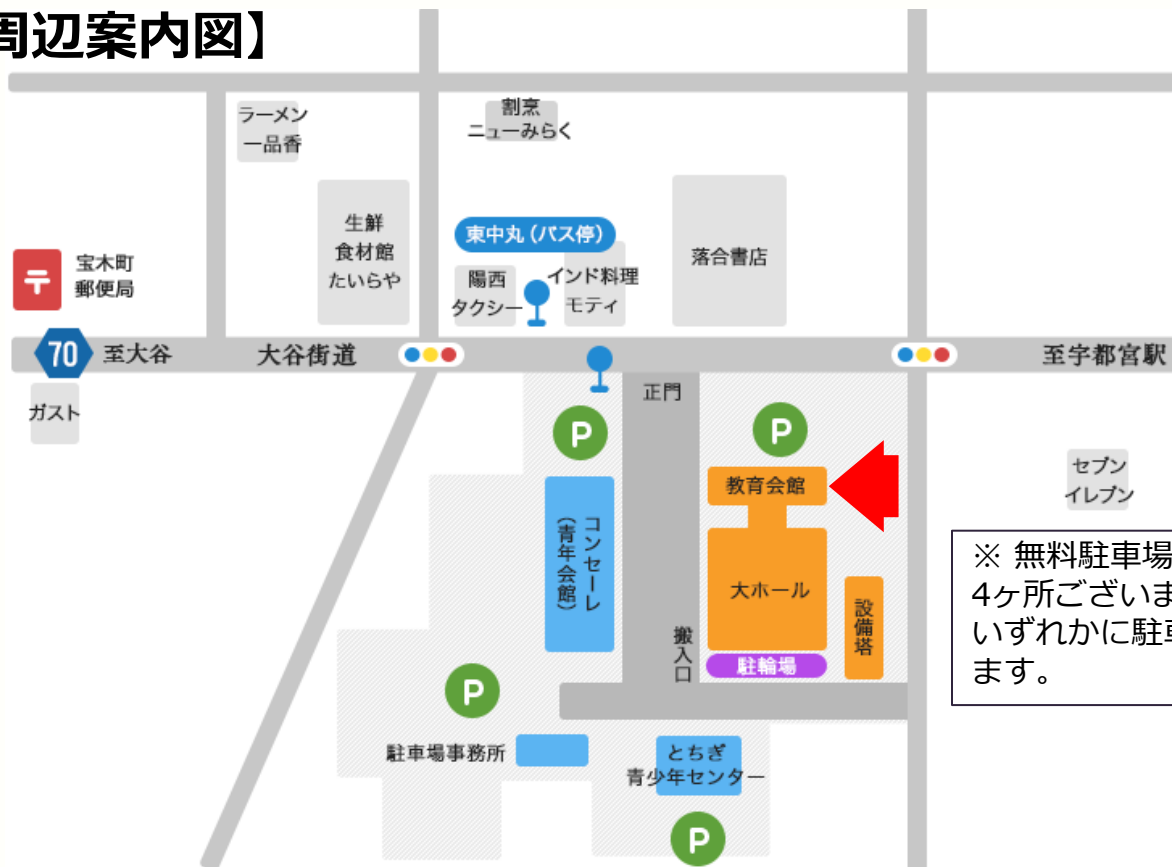 周辺案内図】
ラーメン
一品香
割烹
ニューみらく
生鮮
食材館
たいらや
東中丸（バス停）
陽西
タクシー
インド料理
モティ
落合書店
〒
宝木町
郵便局
70
至大谷
大谷街道
至宇都宮駅
ガスト
正門
P
P
教育会館
セブン
イレブン
コンセーレ
（青年会館）
大ホール
設備塔
搬入口
駐輪場
※ 無料駐車場
4ヶ所ございま
いずれかに駐車
ます。
P
駐車場事務所
とちぎ
青少年センター
P